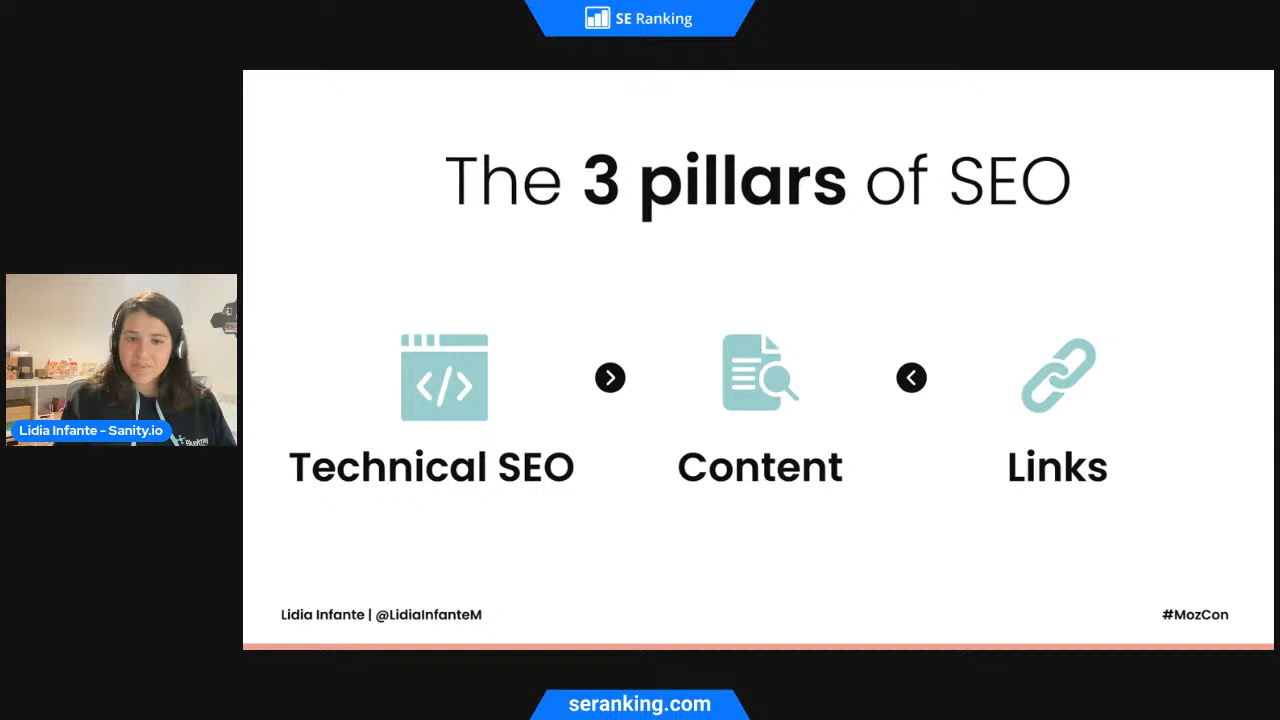 SE Ranking
The 3 pillars of SEO
</>
Technical SEO
Content
Links
Lidia Infante - Sanity.io
Lidia Infante | @LidiaInfanteM
#MozCon
seranking.com